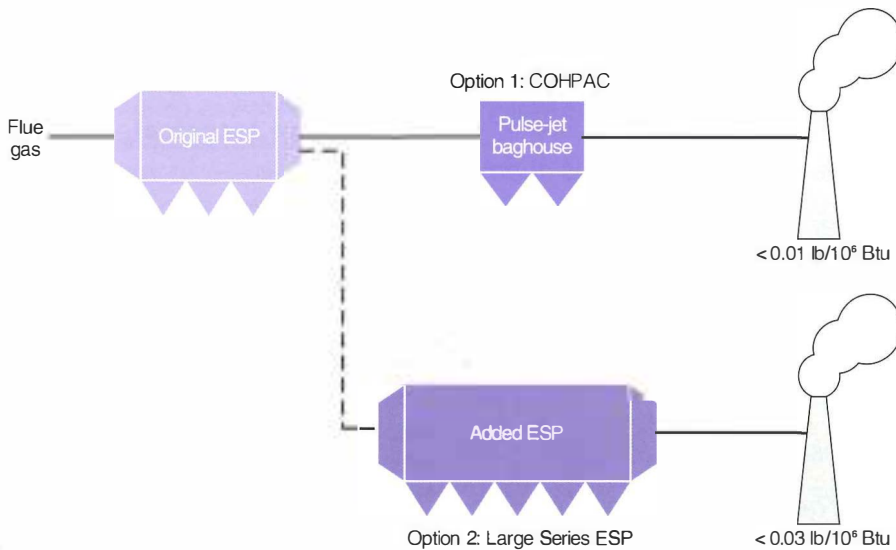 Option 1: COHPAC
Flue
gas
Original ESP
Pulse-jet
baghouse
< 0.01 lb/10⁶ Btu
Added ESP
Option 2: Large Series ESP
< 0.03 lb/10⁶ Btu